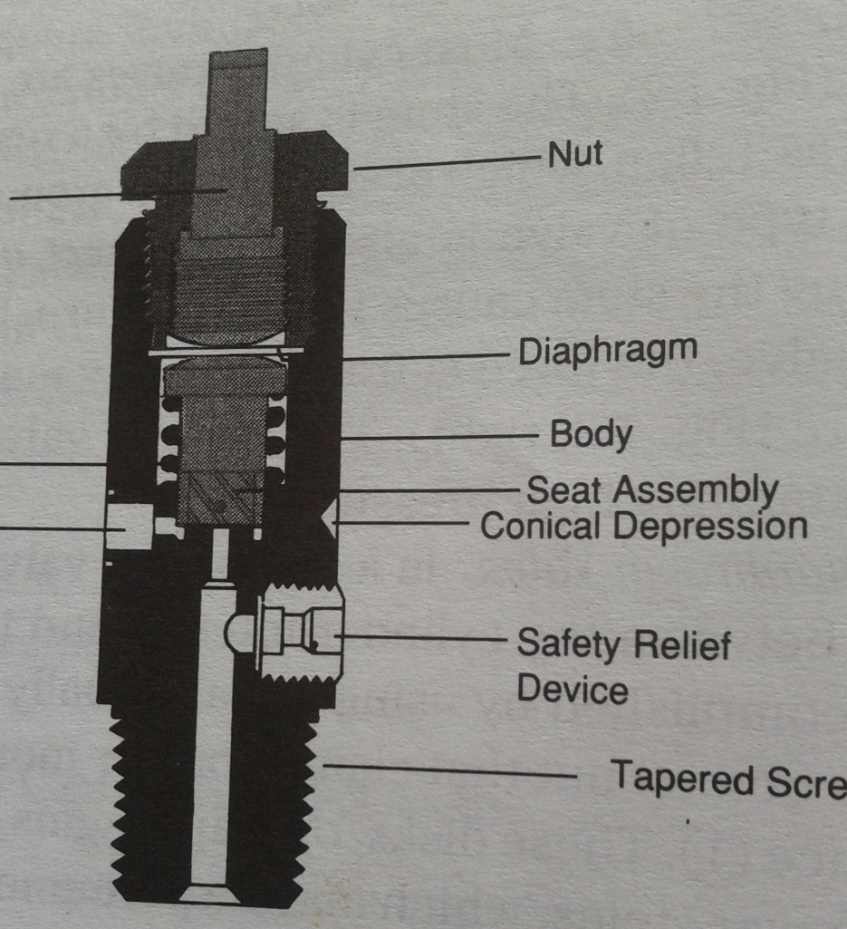 Nut
Diaphragm
Body
Seat Assembly
Conical Depression
Safety Relief
Device
Tapered Scre